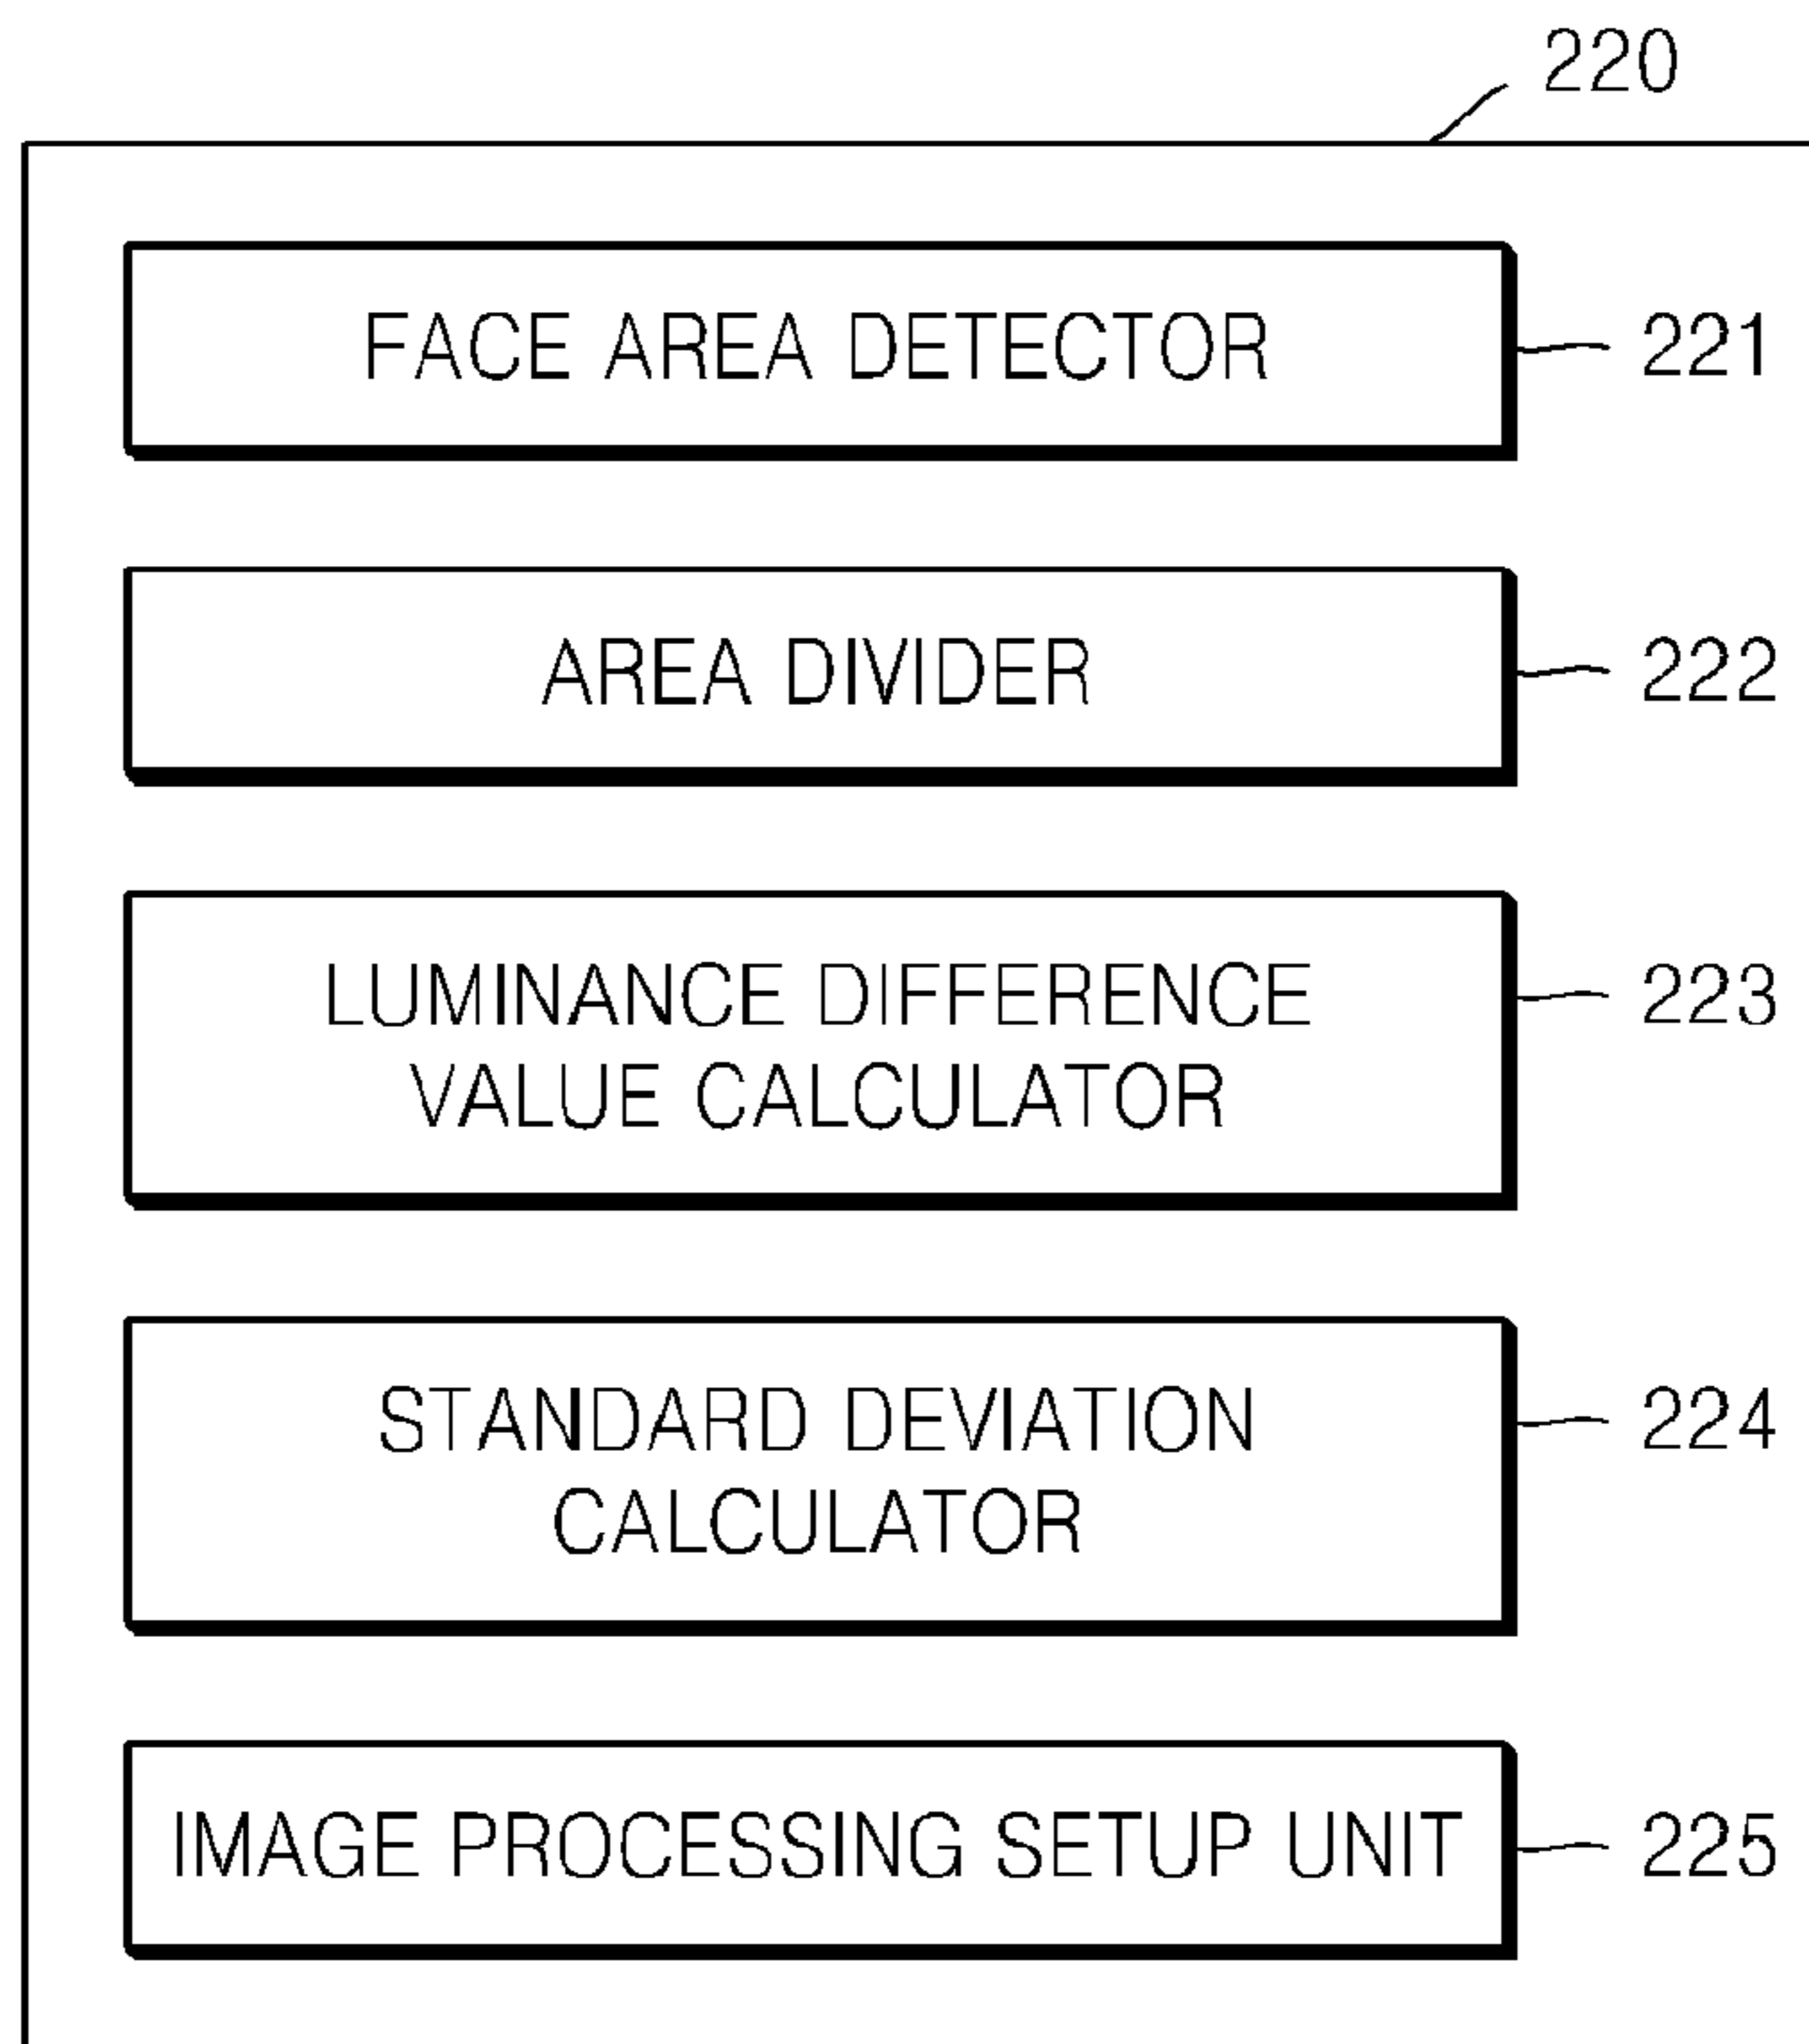 220
FACE AREA DETECTOR
221
AREA DIVIDER
222
LUMINANCE DIFFERENCE
VALUE CALCULATOR
223
STANDARD DEVIATION
CALCULATOR
224
IMAGE PROCESSING SETUP UNIT
225